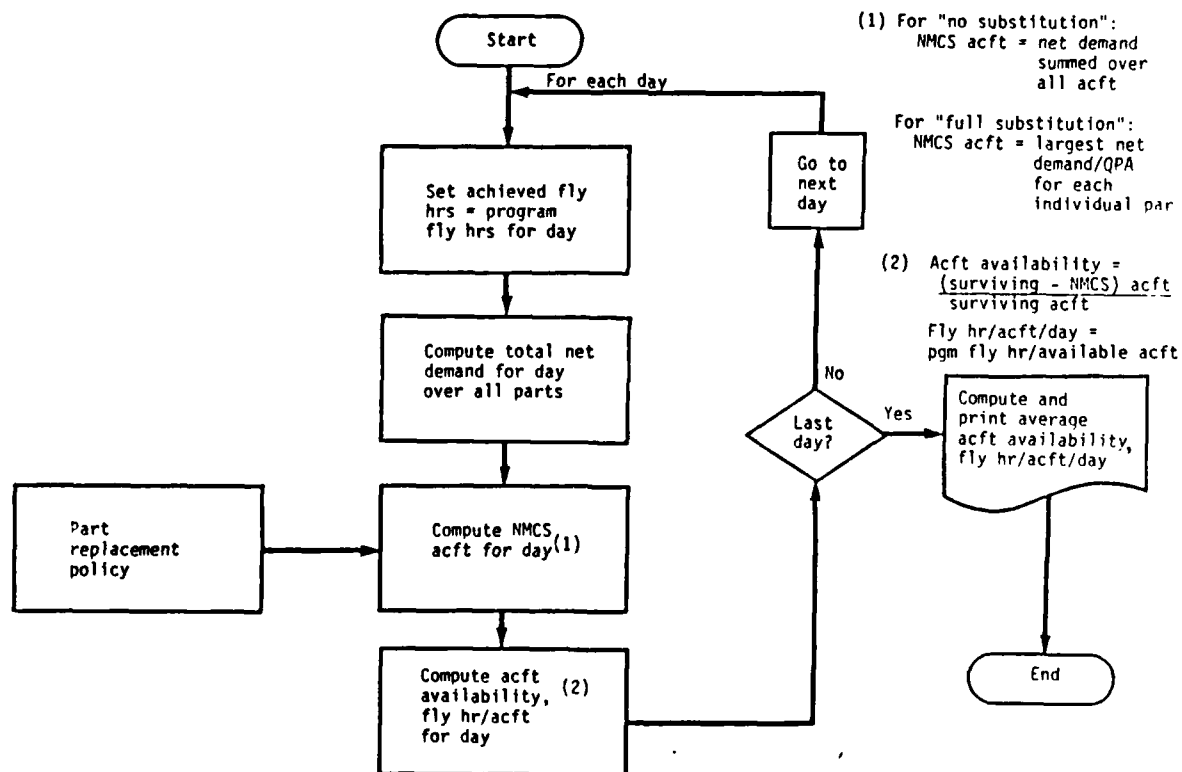 Start
For each day
Set achieved fly
hrs = program
fly hrs for day
Compute total net
demand for day
over all parts
Part
replacement
policy
Compute NMCS
acft for day(1)
Compute acft
availability, (2)
fly hr/acft
for day
Go to
next
day
No
Last
day?
Yes
(1) For "no substitution":
NMCS acft = net demand
summed over
all acft
For "full substitution":
NMCS acft = largest net
demand/QPA
for each
individual par
(2) Acft availability =
(surviving - NMCS) acft
surviving acft
Fly hr/acft/day =
pgm fly hr/available acft
Compute and
print average
acft availability,
fly hr/acft/day
End